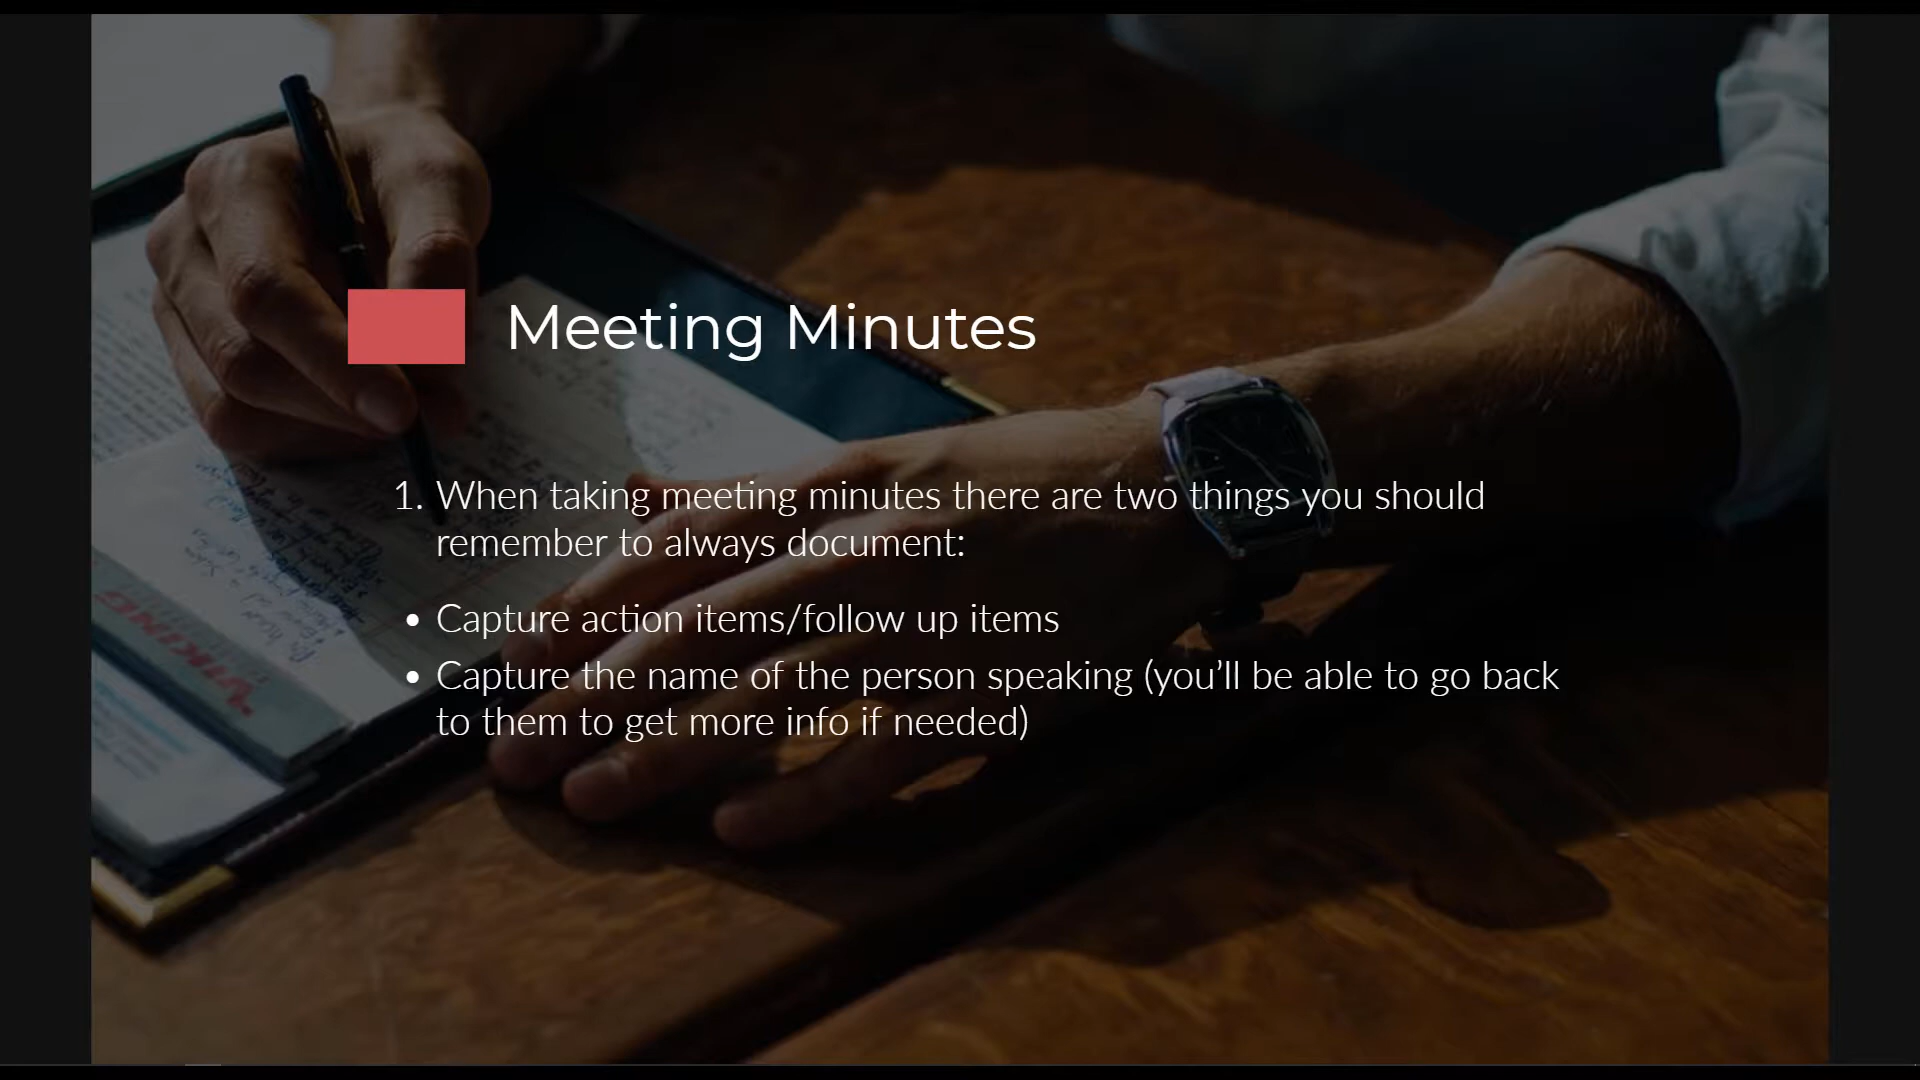 Meeting Minutes
1. When taking meeting minutes there are two things you should
remember to always document:
• Capture action items/follow up items
• Capture the name of the person speaking (you’ll be able to go back
to them to get more info if needed)
VIKING